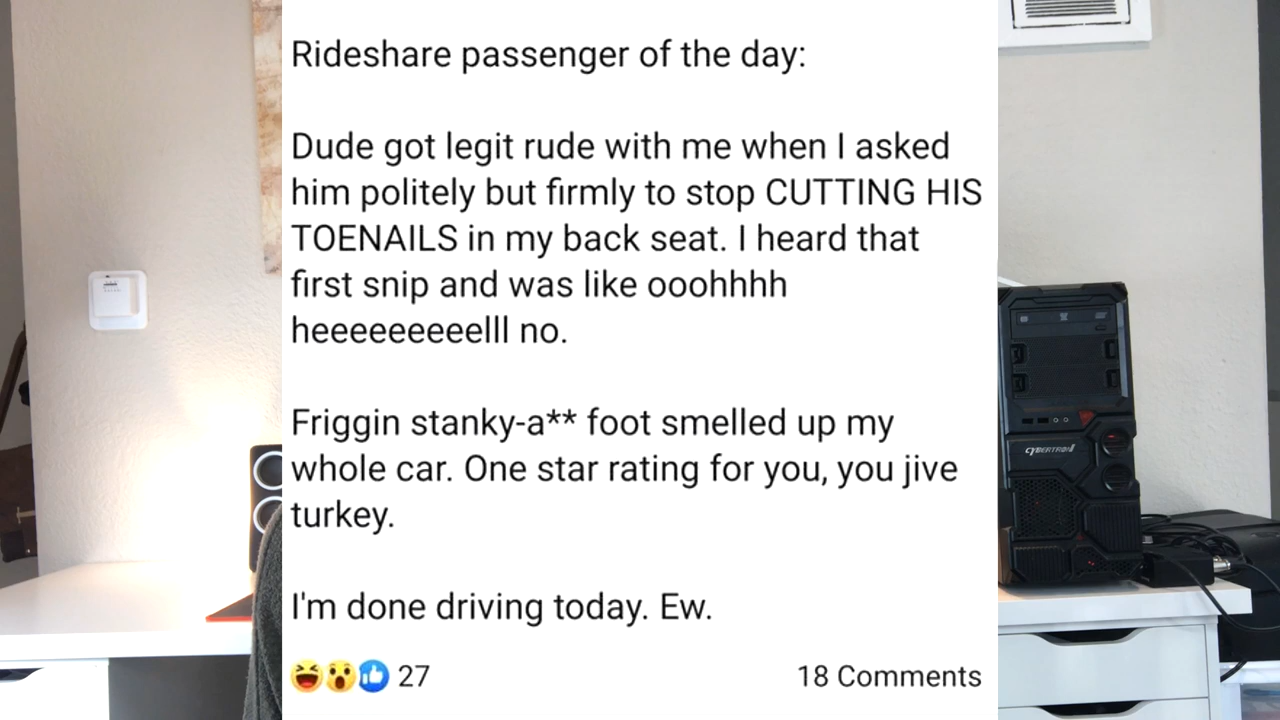 Rideshare passenger of the day:
Dude got legit rude with me when I asked
him politely but firmly to stop CUTTING HIS
TOENAILS in my back seat. I heard that
first snip and was like ooohhhh
heeeeeeeeelll no.
Friggin stanky-a** foot smelled up my
whole car. One star rating for you, you jive
turkey.
I'm done driving today. Ew.
27
18 Comments
CYBERTRON